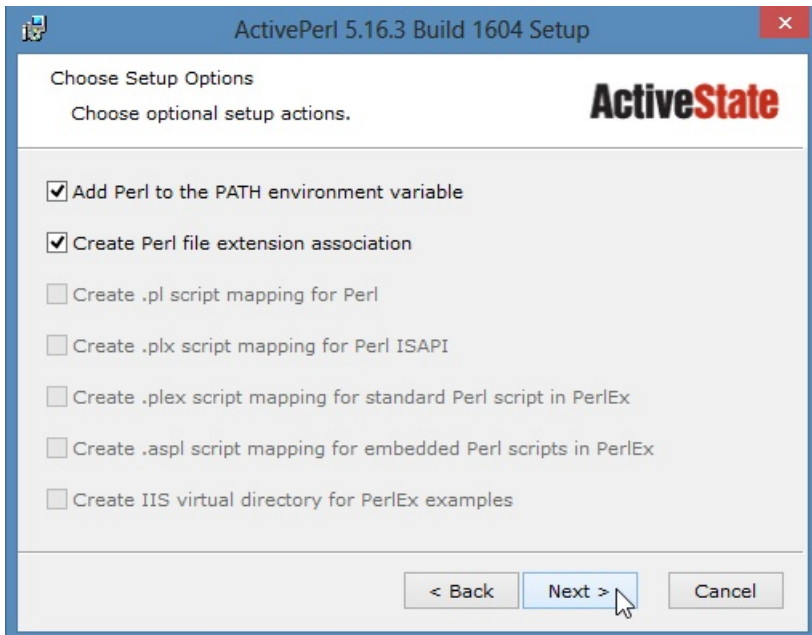 ActivePerl 5.16.3 Build 1604 Setup
Choose Setup Options
Choose optional setup actions.
ActiveState
Add Perl to the PATH environment variable
Create Perl file extension association
Create .pl script mapping for Perl
Create .plx script mapping for Perl ISAPI
Create .plex script mapping for standard Perl script in PerlEx
Create .aspl script mapping for embedded Perl scripts in PerlEx
Create IIS virtual directory for PerlEx examples
< Back Next > Cancel